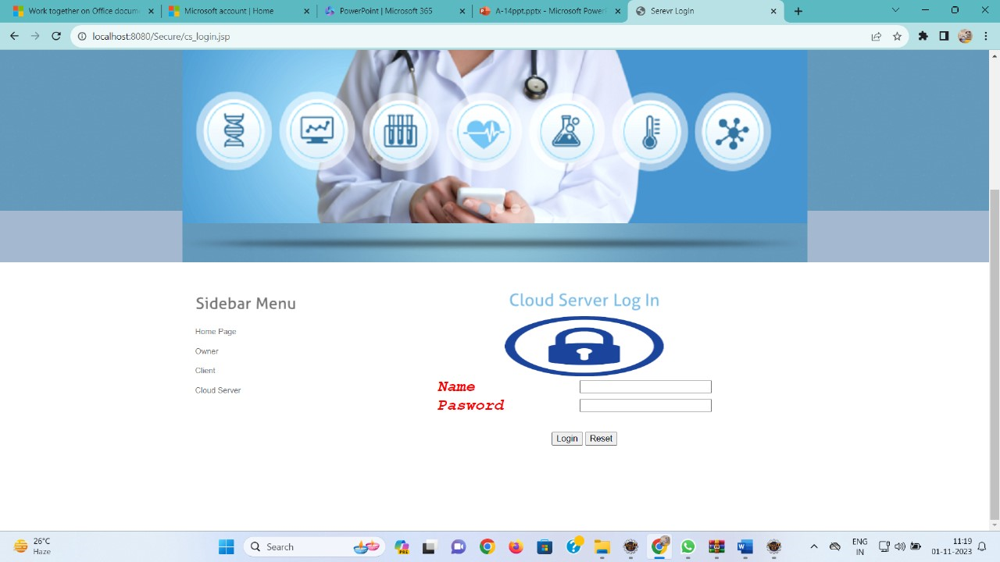 Work together on Office docum
Microsoft account | Home
PowerPoint | Microsoft 365
A-14ppt.pptx - Microsoft PowerP
Serevr LogIn
localhost:8080/Secure/cs_login.jsp
Sidebar Menu
Home Page
Owner
Client
Cloud Server
Cloud Server Log In
Name
Pasword
Login Reset
26°C
Haze
Search
PRE
ENG
IN
11:19
01-11-2023